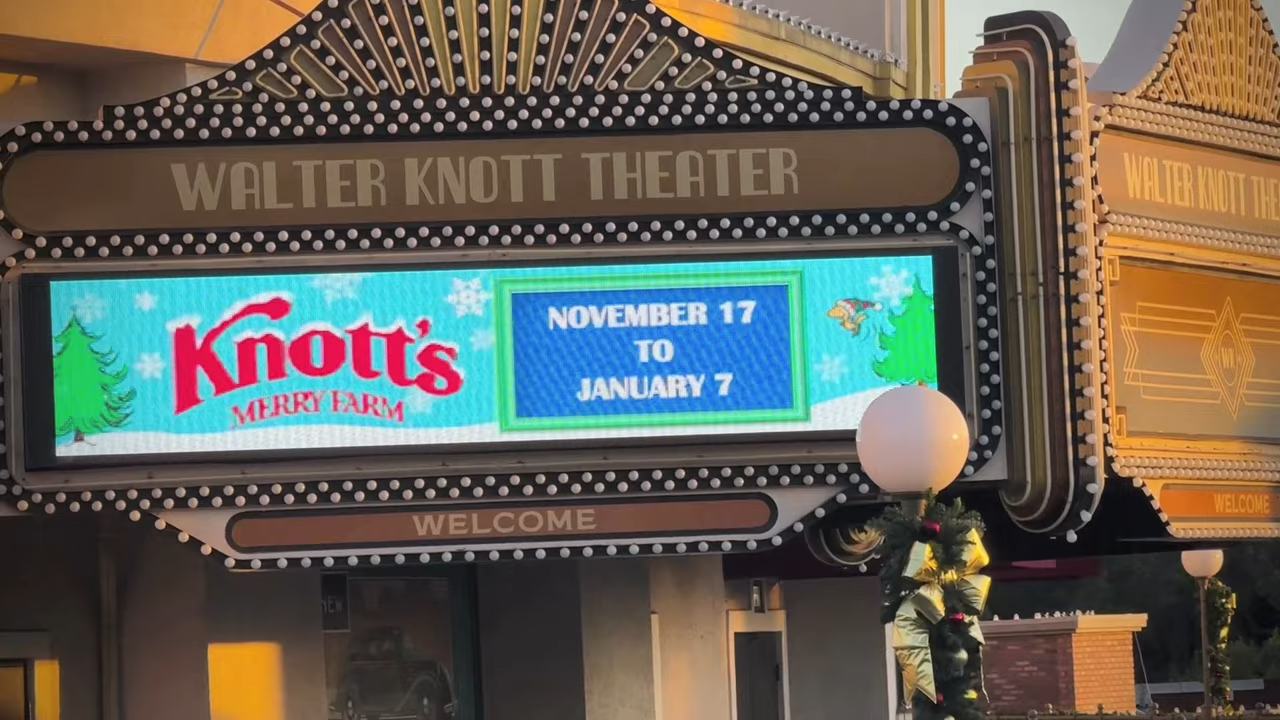 WALTER KNOTT THEATER
Knott's
MERRY FARM
NOVEMBER 17
TO
JANUARY 7
WELCOME
WALTER KNOTT THE
WELCOME